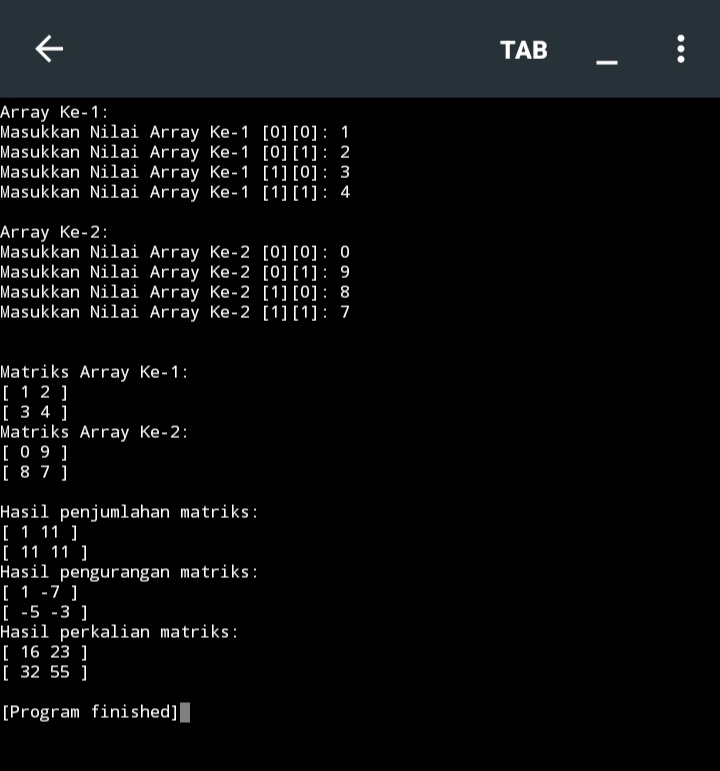 TAB
Array Ke-1:
Masukkan Nilai Array Ke-1 [0][0]: 1
Masukkan Nilai Array Ke-1 [0][1]: 2
Masukkan Nilai Array Ke-1 [1][0]: 3
Masukkan Nilai Array Ke-1 [1][1]: 4
Array Ke-2:
Masukkan Nilai Array Ke-2 [0][0]: 0
Masukkan Nilai Array Ke-2 [0][1]: 9
Masukkan Nilai Array Ke-2 [1][0]: 8
Masukkan Nilai Array Ke-2 [1][1]: 7
Matriks Array Ke-1:
[ 1 2 ]
[ 3 4 ]
Matriks Array Ke-2:
[ 0 9 ]
[ 8 7 ]
Hasil penjumlahan matriks:
[ 1 11 ]
[ 11 11 ]
Hasil pengurangan matriks:
[ 1 -7 ]
[ -5 -3 ]
Hasil perkalian matriks:
[ 16 23 ]
[ 32 55 ]
[Program finished]